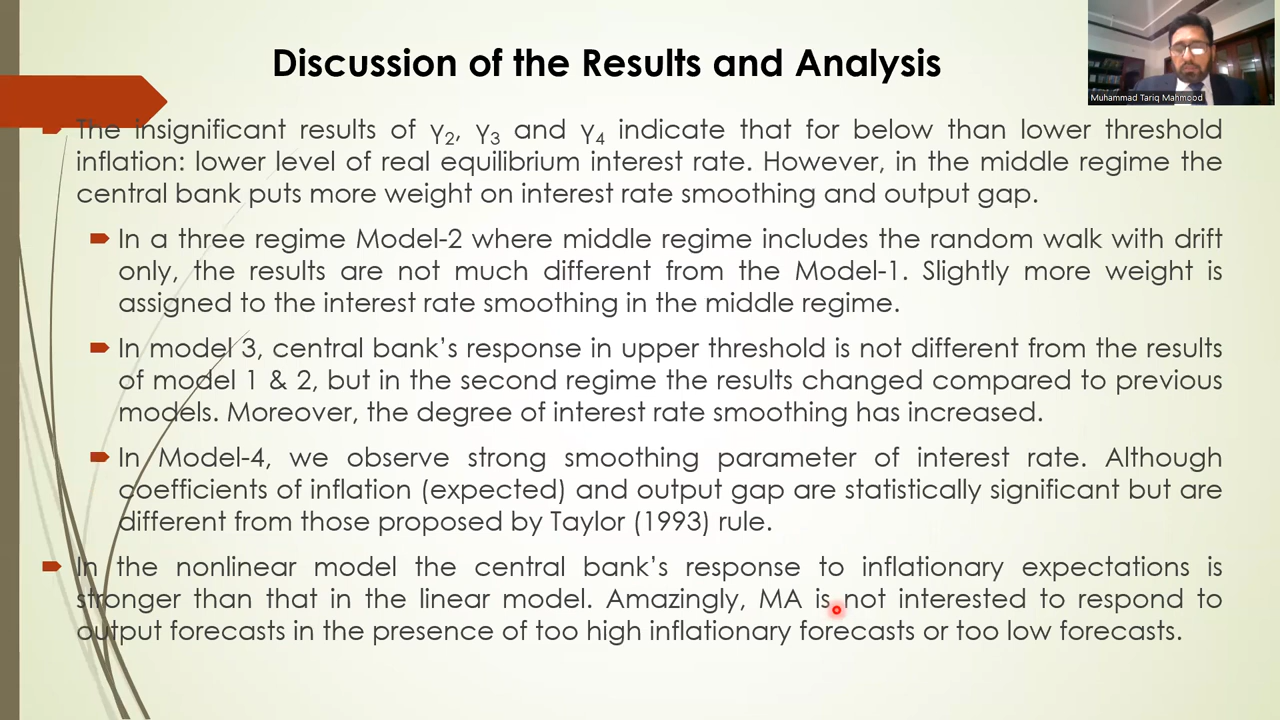 Discussion of the Results and Analysis
Muhammad Tariq Mahmood
The insignificant results of γ2, γ3 and γ4 indicate that for below than lower threshold
inflation: lower level of real equilibrium interest rate. However, in the middle regime the
central bank puts more weight on interest rate smoothing and output gap.
In a three regime Model-2 where middle regime includes the random walk with drift
only, the results are not much different from the Model-1. Slightly more weight is
assigned to the interest rate smoothing in the middle regime.
In model 3, central bank’s response in upper threshold is not different from the results
of model 1 & 2, but in the second regime the results changed compared to previous
models. Moreover, the degree of interest rate smoothing has increased.
In Model-4, we observe strong smoothing parameter of interest rate. Although
coefficients of inflation (expected) and output gap are statistically significant but are
different from those proposed by Taylor (1993) rule.
In the nonlinear model the central bank’s response to inflationary expectations is
stronger than that in the linear model. Amazingly, MA is not interested to respond to
output forecasts in the presence of too high inflationary forecasts or too low forecasts.